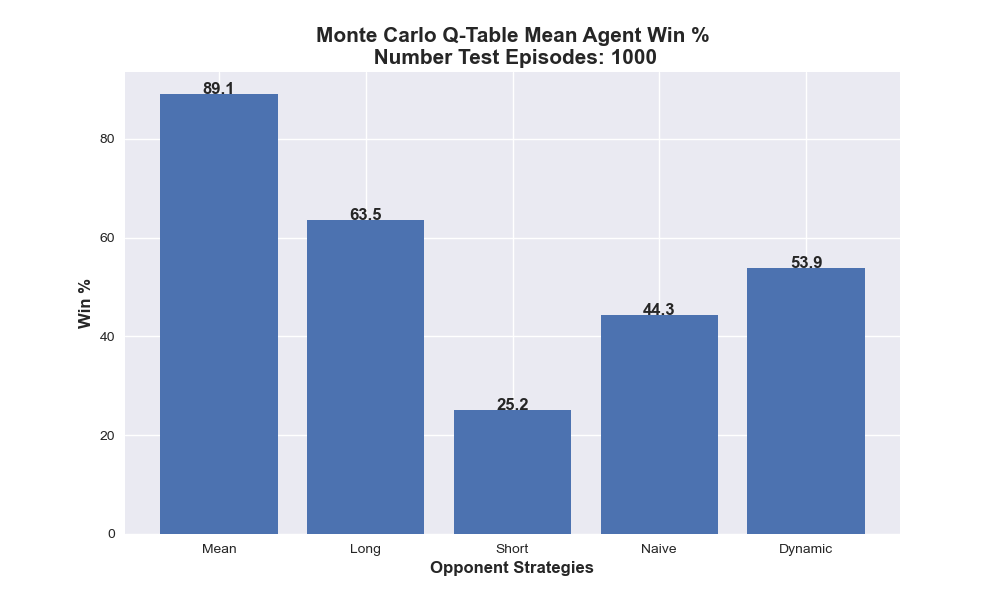 Monte Carlo Q-Table Mean Agent Win %
Number Test Episodes: 1000
89.1
63.5
25.2
44.3
53.9
80
60
40
20
0
Win %
Mean
Long
Short
Naive
Dynamic
Opponent Strategies